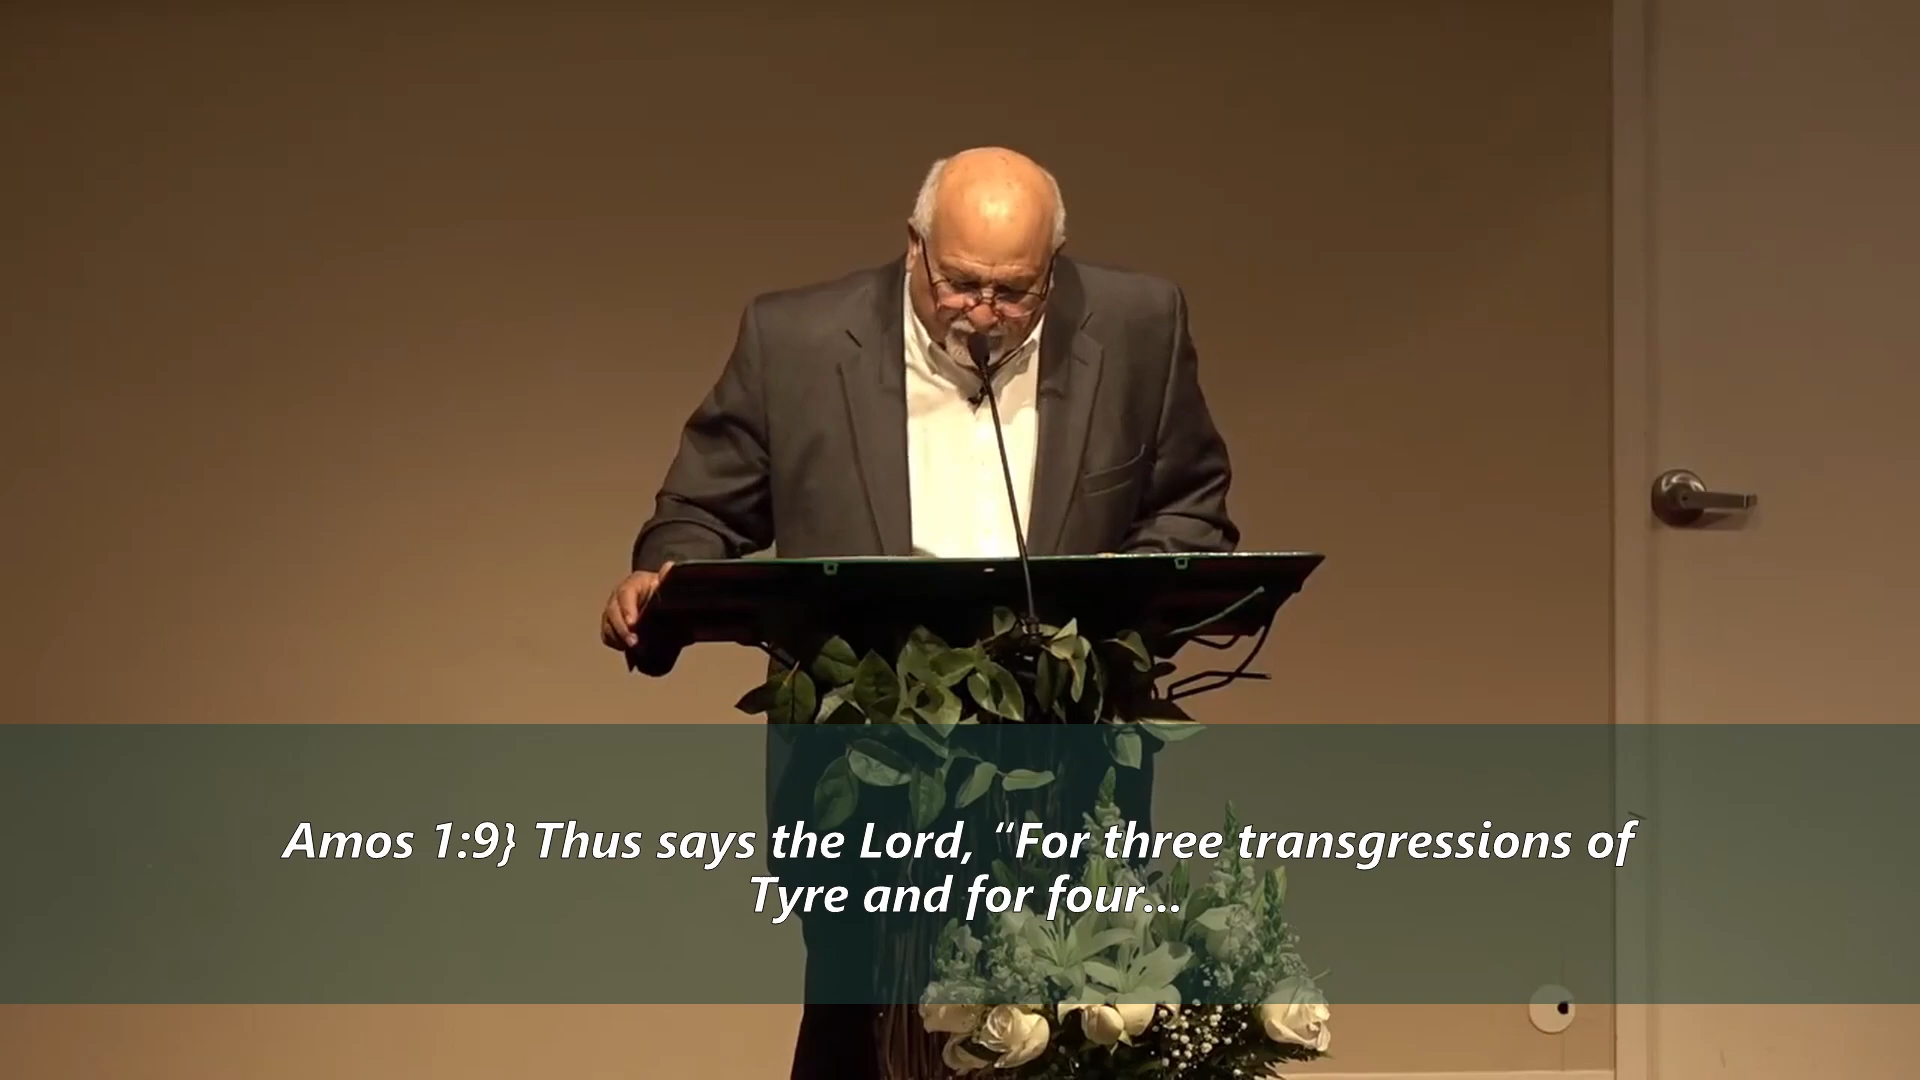 Amos 1:9} Thus says the Lord, “For three transgressions of
Tyre and for four...